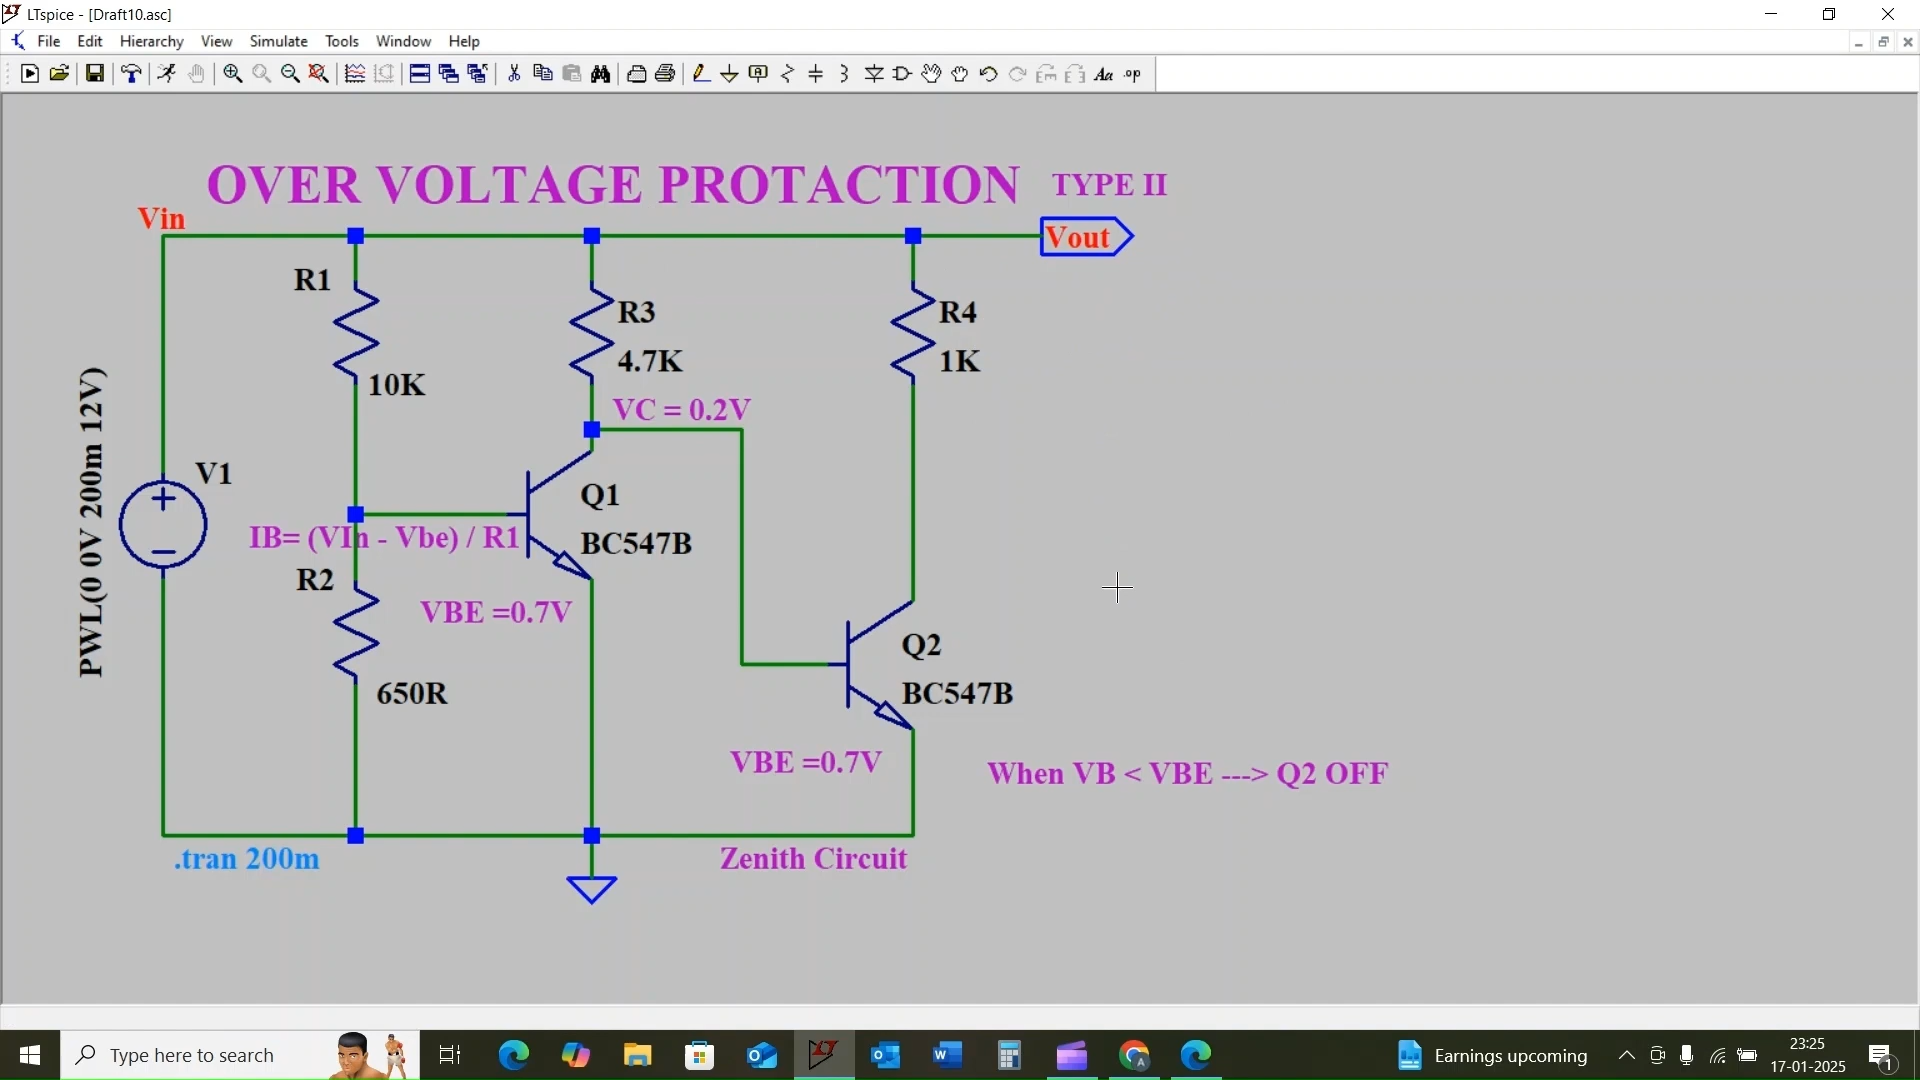 LTspice - [Draft10.asc]
File Edit Hierarchy View Simulate Tools Window Help
Aa .op
OVER VOLTAGE PROTACTION TYPE II
Vin
Vout
R1
10K
R3
4.7K
R4
1K
VC = 0.2V
PWL(0 0V 200m 12V)
V1
Q1
BC547B
IB= (VIn - Vbe) / R1
R2
650R
VBE =0.7V
Q2
BC547B
VBE =0.7V
When VB < VBE ---> Q2 OFF
.tran 200m
Zenith Circuit
Type here to search
Earnings upcoming
23:25
17-01-2025
1